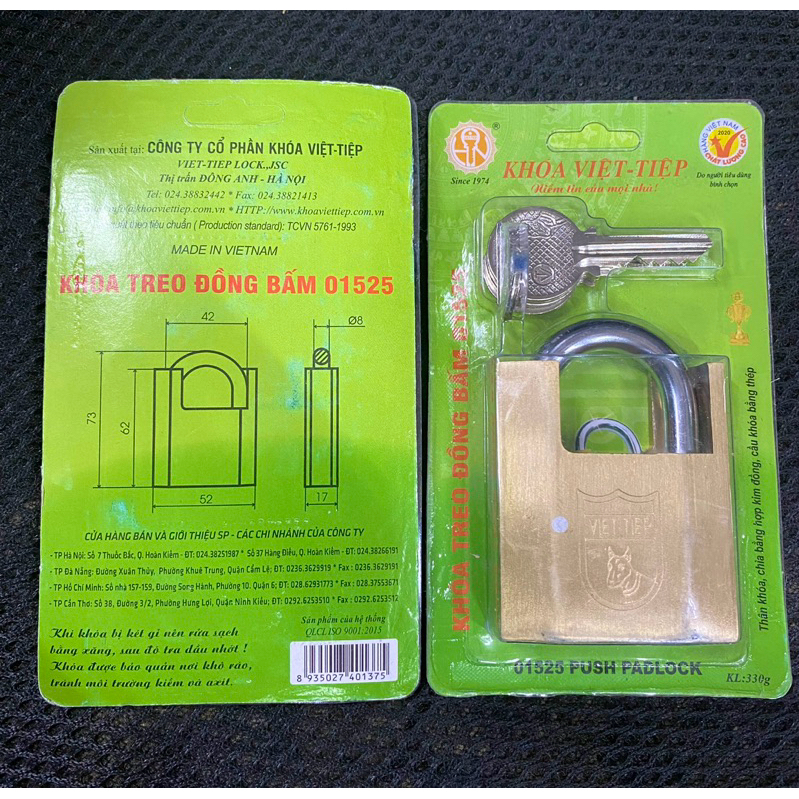 Sản xuất tại: CÔNG TY CỔ PHẦN KHÓA VIỆT-TIỆP
VIET-TIEP LOCK.,JSC
Thị trấn ĐÔNG ANH - HÀ NỘI
Tel: 024.38832442 * Fax: 024.38821413
info@khoaviettiep.com.vn * HTTP://www.khoaviettiep.com.vn
xuất theo tiêu chuẩn ( Production standard): TCVN 5761-1993
MADE IN VIETNAM
KHÓA TREO ĐỒNG BẤM 01525
42
Ø8
73
62
52
17
CỬA HÀNG BÁN VÀ GIỚI THIỆU SP - CÁC CHI NHÁNH CỦA CÔNG TY
- TP Hà Nội: Số 7 Thuốc Bắc, Q. Hoàn Kiếm - ĐT: 024.38251987 * Số 37 Hàng Điếu, Q. Hoàn Kiếm - ĐT: 024.38266191
- TP Đà Nẵng: Đường Xuân Thủy, Phường Khuê Trung, Quận Cẩm Lệ; ĐT: 0236.3629919 * Fax : 0236.3629191
- TP Hồ Chí Minh: Số nhà 157-159, Đường Song Hành, Phường 10. Quận 6; ĐT: 028.62931773 * Fax : 028.37553671
- TP Cần Thơ: Số 38, Đường 3/2, Phường Hưng Lợi, Quận Ninh Kiều; ĐT: 0292.6253510 * Fax : 0292.6253512
Khi khóa bị kẹt gỉ nên rửa sạch
bằng xăng, sau đó tra dầu nhớt !
Khóa được bảo quản nơi khô ráo,
tránh môi trường kiềm và axit.
Sản phẩm của hệ thống
QLCL ISO 9001:2015
8 935027 401375
®
Since 1974
KHÓA VIỆT-TIỆP
Niềm tin của mọi nhà!
HÀNG VIỆT NAM
2020
CHẤT LƯỢNG CAO
Do người tiêu dùng
bình chọn
KHÓA TREO ĐỒNG BẤM 01525
Thân khóa, chìa bằng hợp kim đồng, cầu khóa bằng thép
VIET TIEP
01525 PUSH PADLOCK
KL:330g